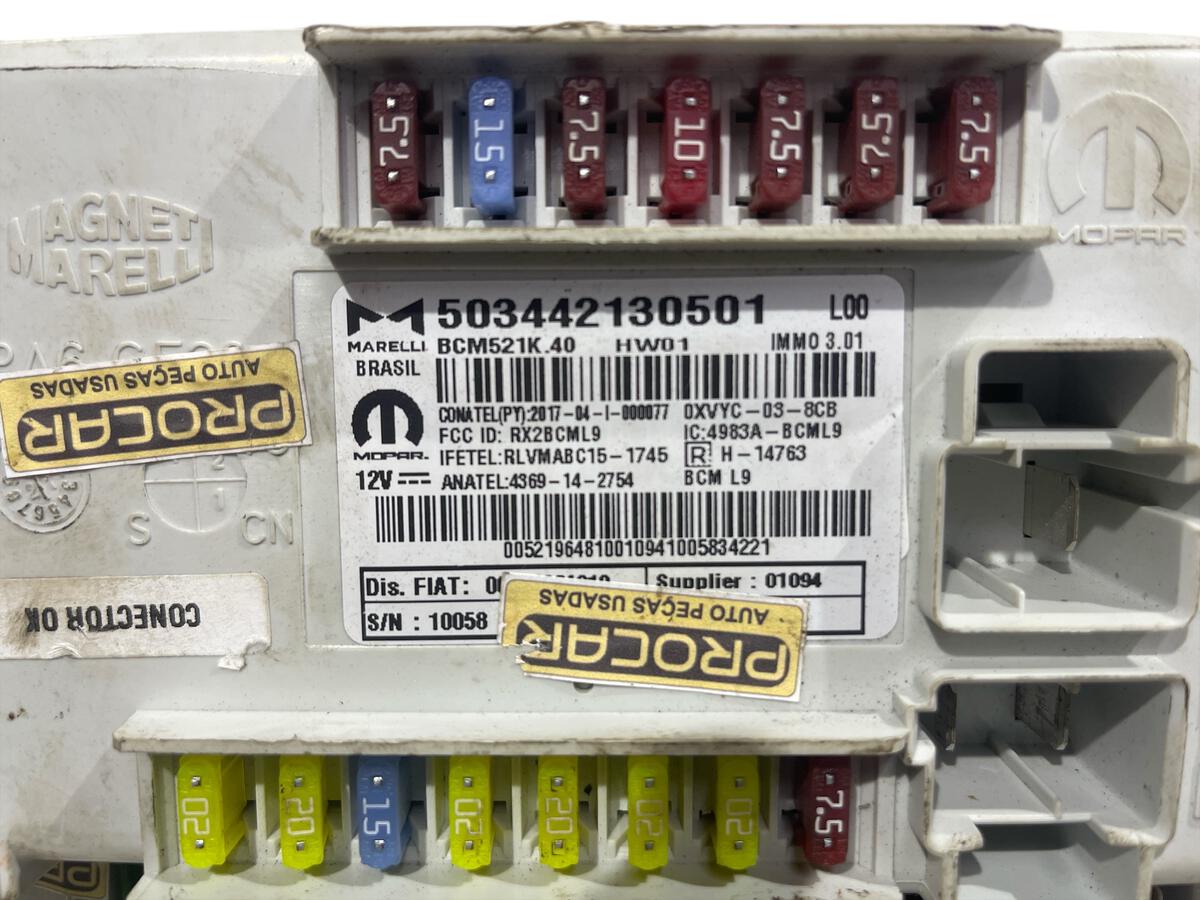 7.5 15 7.5 10 7.5 7.5 7.5
MAGNETI
MARELLI
MOPAR
MARELLI
BRASIL
503442130501 L00
BCM521K.40 HW01 IMMO 3.01
MOPAR
CONATEL(PY):2017-04-I-000077 0XVYC-03-8CB
FCC ID: RX2BCML9 IC:4983A-BCML9
IFETEL:RLVMABC15-1745 R H-14763
12V ANATEL:4369-14-2754 BCM L9
00521964810010941005834221
Dis. FIAT: Supplier : 01094
S/N : 10058
PROCAR
AUTO PEÇAS USADAS
PROCAR
AUTO PEÇAS USADAS
S CN
CONECTOR OK
20 20 15 20 20 20 20 7.5